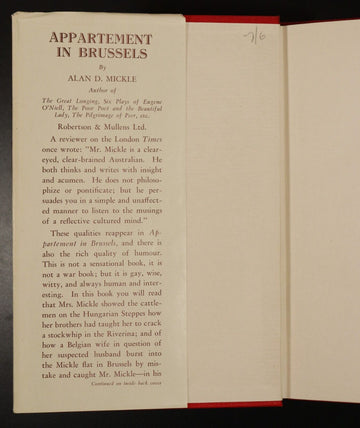 APPARTEMENT
IN BRUSSELS
By
ALAN D. MICKLE
Author of
The Great Longing, Six Plays of Eugene
O'Niell, The Poor Poet and the Beautiful
Lady, The Pilgrimage of Peer, etc.
Robertson & Mullens Ltd.
A reviewer on the London Times
once wrote: "Mr. Mickle is a clear-
eyed, clear-brained Australian. He
both thinks and writes with insight
and acumen. He does not philoso-
phize or pontificate; but he per-
suades you in a simple and unaffect-
ed manner to listen to the musings
of a reflective cultured mind."
These qualities reappear in Ap-
partement in Brussels, and there is
also the rich quality of humour.
This is not a sensational book, it is
not a war book; but it is gay, wise,
witty, and always human and inter-
esting. In this book you will read
that Mrs. Mickle showed the cattle-
men on the Hungarian Steppes how
her brothers had taught her to crack
a stockwhip in the Riverina; and of
how a Belgian wife in question of
her suspected husband burst into
the Mickle flat in Brussels by mis-
take and caught Mr. Mickle—in his
Continued on inside back cover